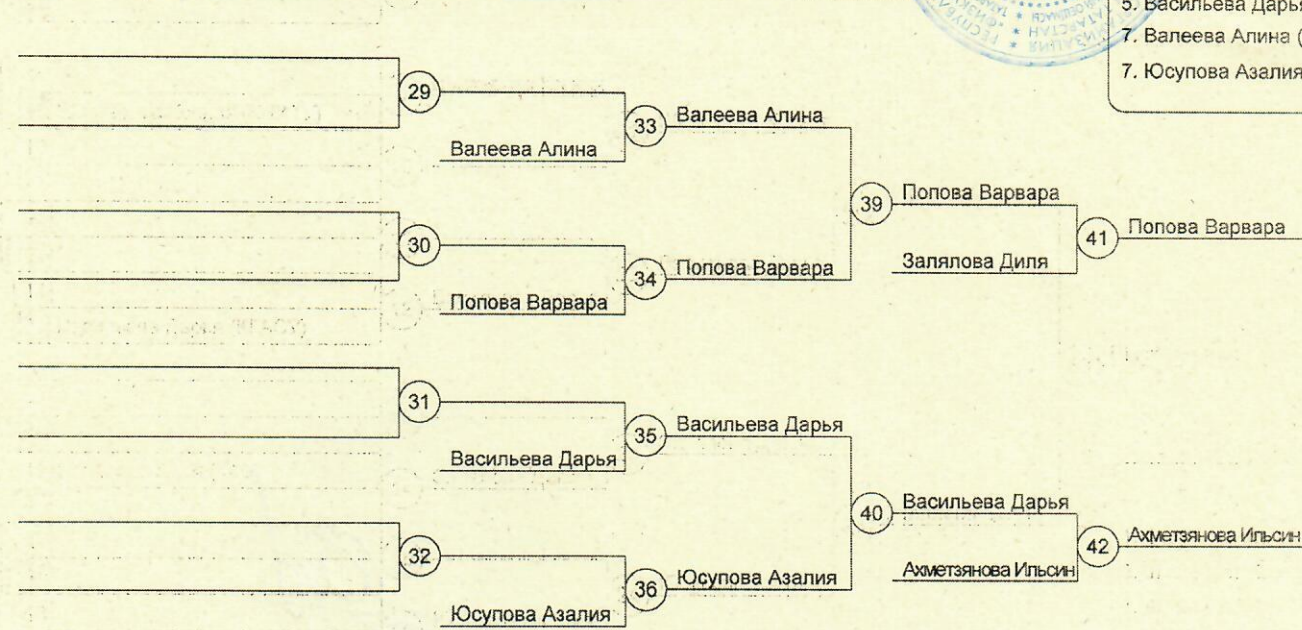 5. Васильева Дарья
7. Валеева Алина (
7. Юсупова Азалия
29
33
Валеева Алина
Валеева Алина
39
Попова Варвара
30
41
Попова Варвара
34
Попова Варвара
Залялова Диля
Попова Варвара
31
35
Васильева Дарья
Васильева Дарья
40
Васильева Дарья
32
42
Ахметзянова Ильсин
36
Юсупова Азалия
Ахметзянова Ильсин
Юсупова Азалия